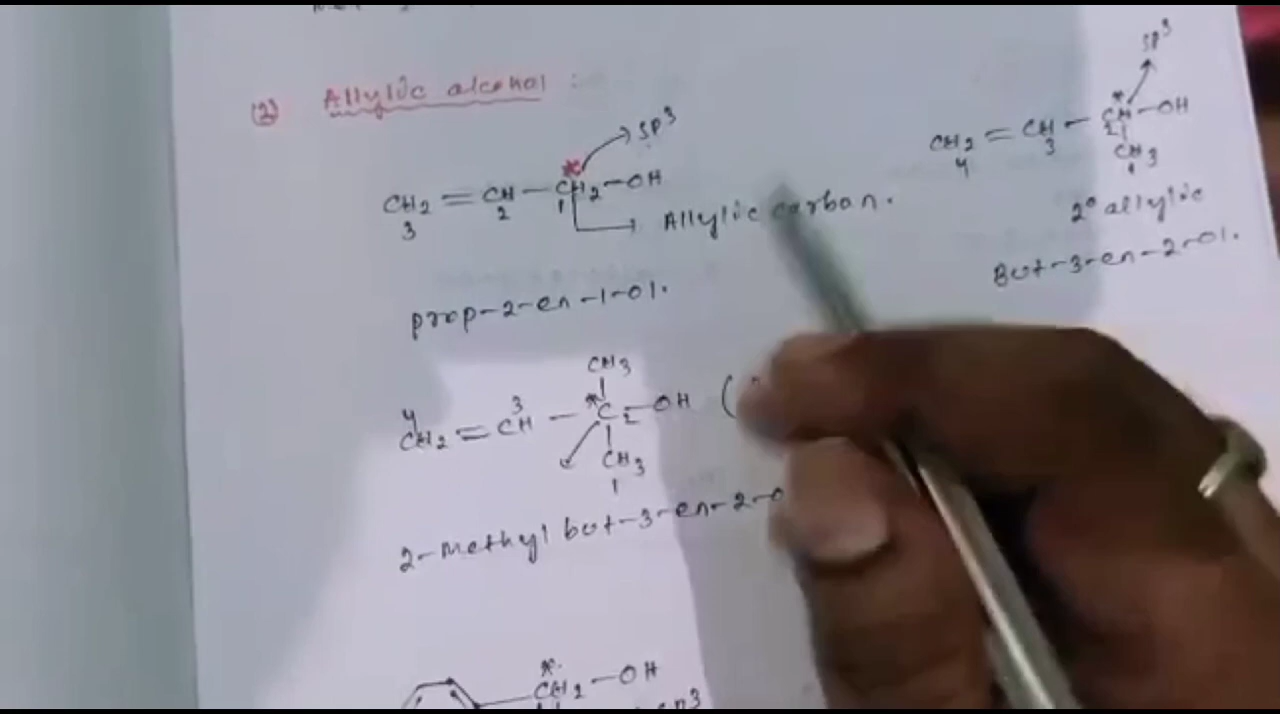 (2) Allylic alcohol :
SP3
CH2 = CH - CH2 - OH
3 2 1
Allylic carbon.
prop-2-en-1-ol.
SP3
CH2 = CH - CH - OH
4 3 2
CH3
1
2° allylic
But-3-en-2-ol.
CH3
4 3
CH2 = CH - C - OH (
2
CH3
1
2-Methyl but-3-en-2-o
*
CH2 - OH